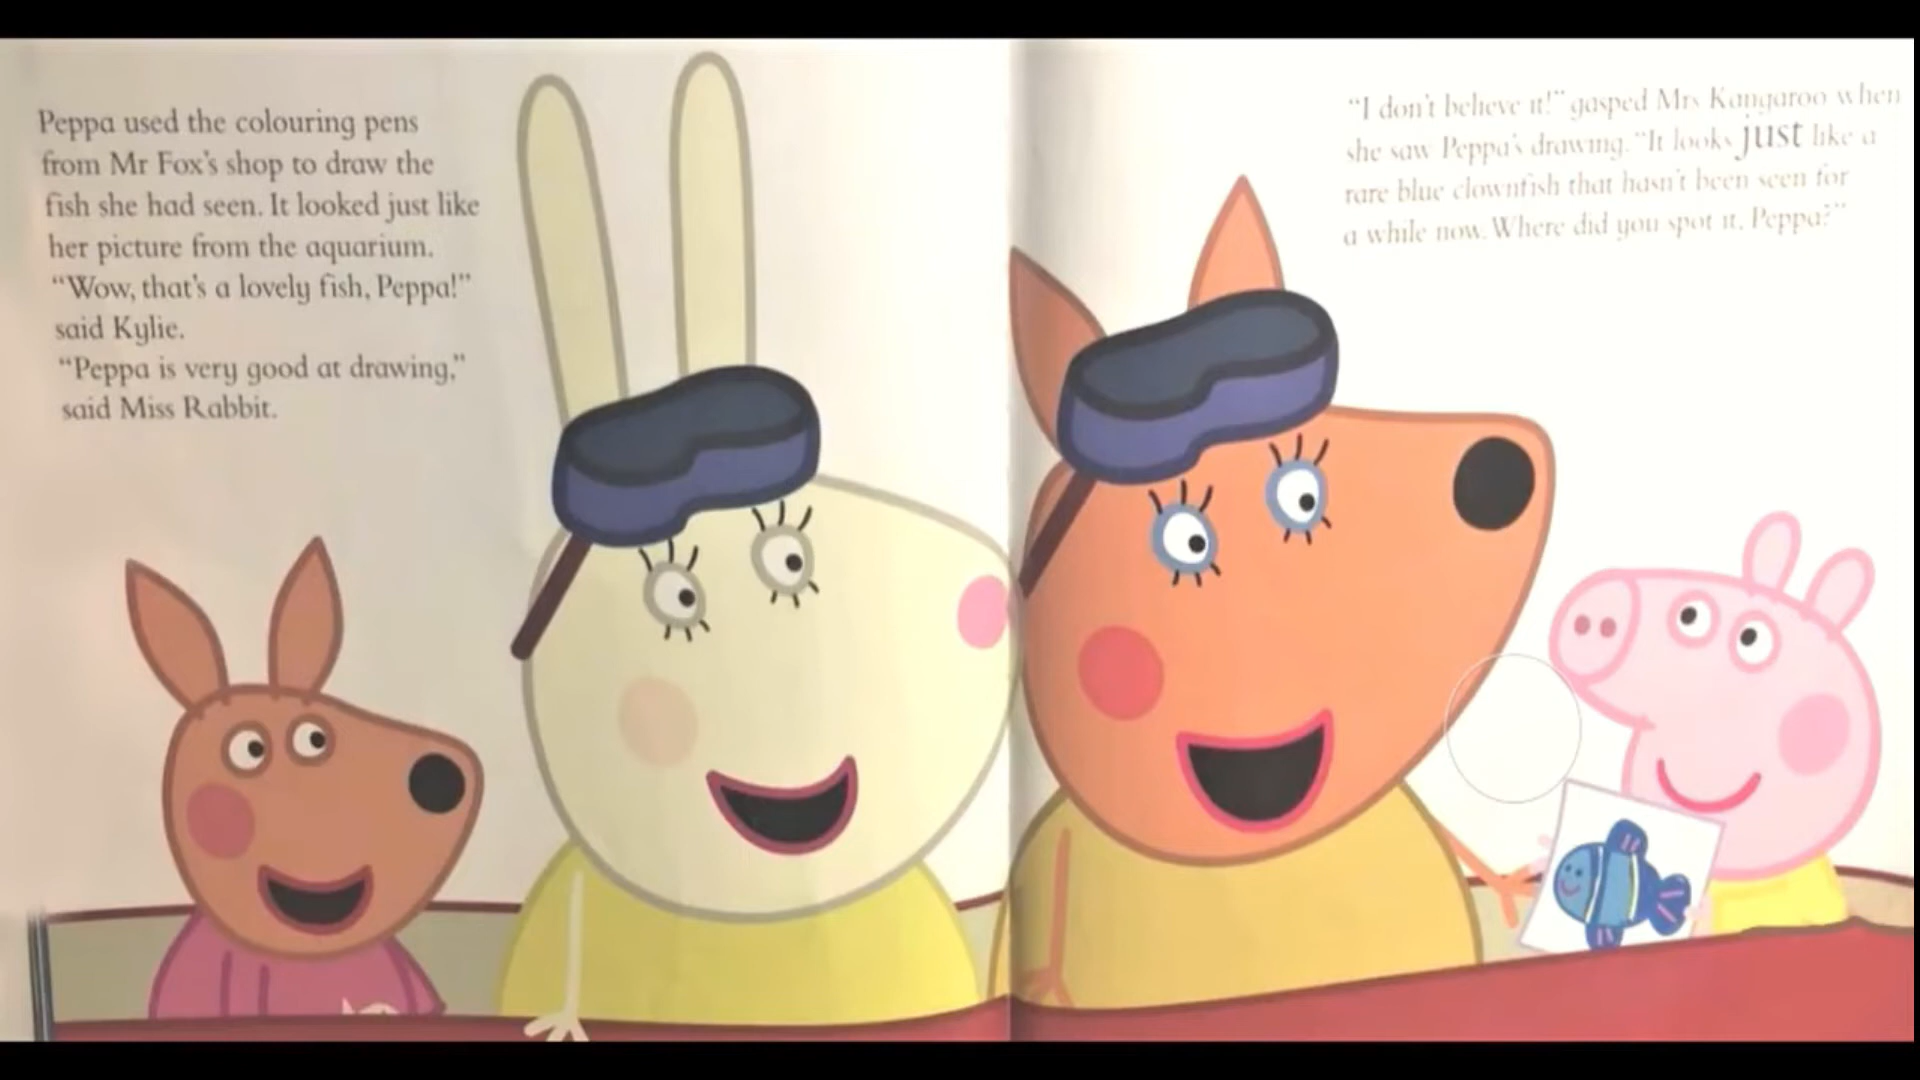 Peppa used the colouring pens
from Mr Fox's shop to draw the
fish she had seen. It looked just like
her picture from the aquarium.
“Wow, that's a lovely fish, Peppa!”
said Kylie.
“Peppa is very good at drawing,”
said Miss Rabbit.
“I don't believe it!” gasped Mrs Kangaroo when
she saw Peppa's drawing. “It looks just like a
rare blue clownfish that hasn't been seen for
a while now. Where did you spot it, Peppa?”